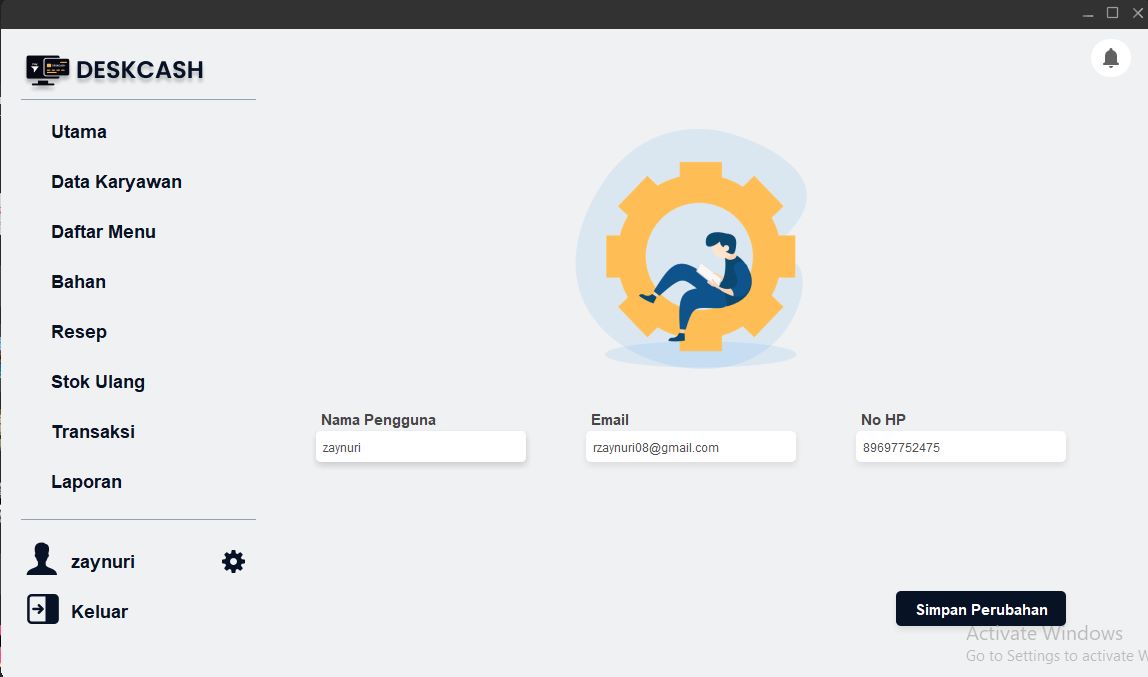 DESKCASH
Utama
Data Karyawan
Daftar Menu
Bahan
Resep
Stok Ulang
Transaksi
Laporan
zaynuri
Keluar
Nama Pengguna
zaynuri
Email
rzaynuri08@gmail.com
No HP
89697752475
Simpan Perubahan
Activate Windows
Go to Settings to activate W